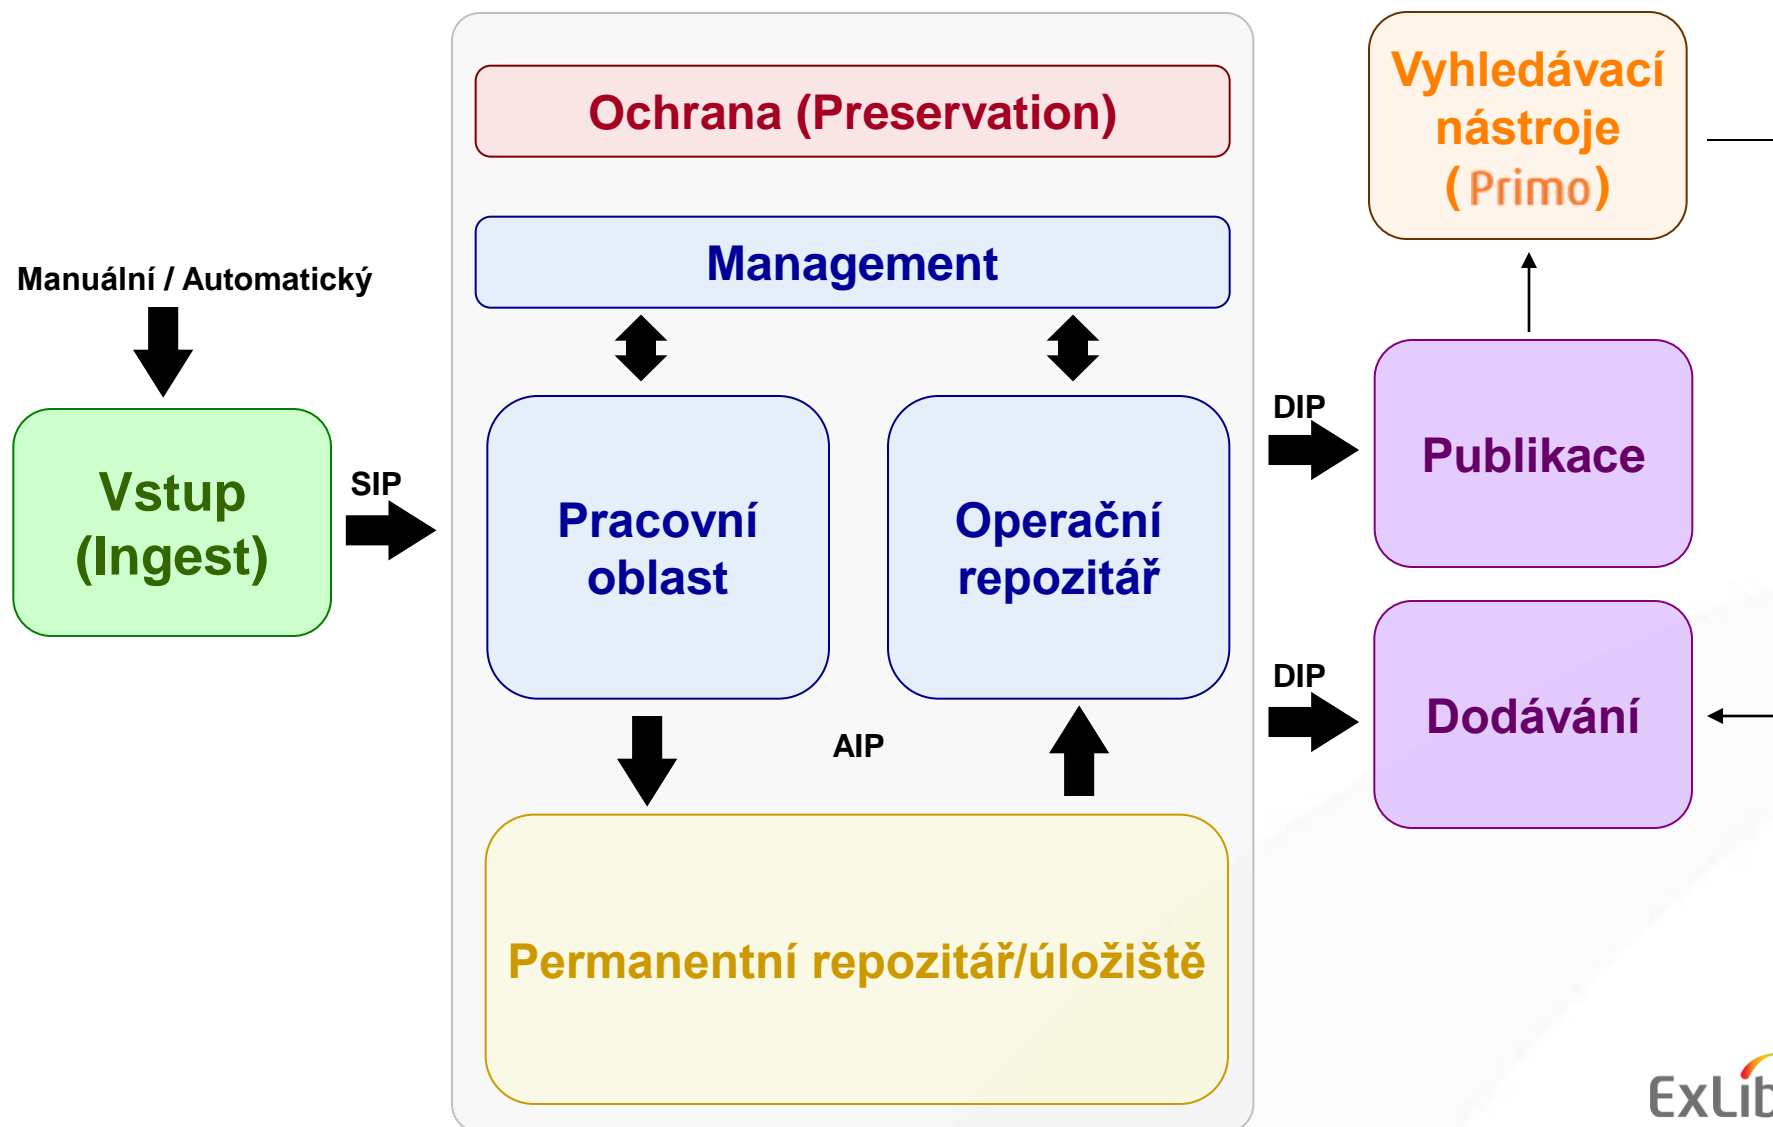 Manuální / Automatický
Vstup
(Ingest)
SIP
Ochrana (Preservation)
Management
Pracovní
oblast
Operační
repozitář
AIP
Permanentní repozitář/úložiště
DIP
DIP
Vyhledávací
nástroje
(Primo)
Publikace
Dodávání
ExLib